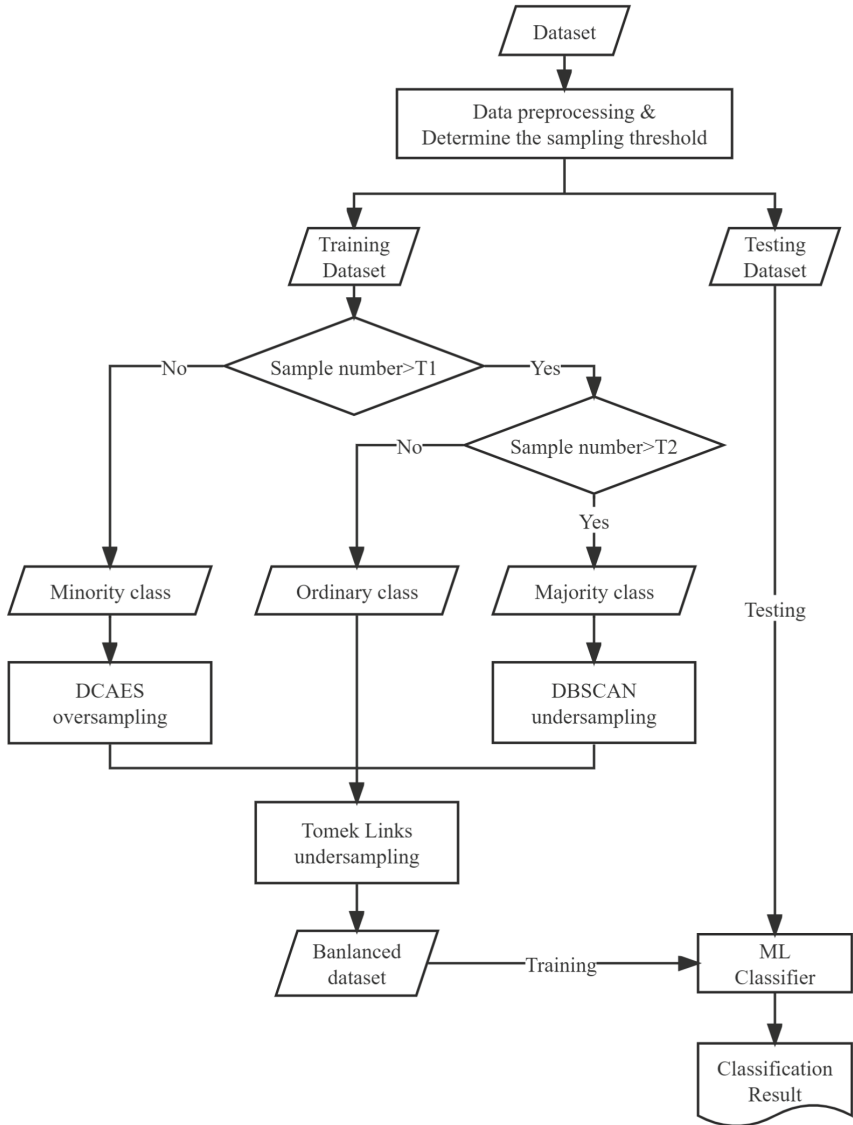 Dataset
Data preprocessing &
Determine the sampling threshold
Training
Dataset
Testing
Dataset
No
Sample number>T1
Yes
No
Sample number>T2
Yes
Minority class
Ordinary class
Majority class
Testing
DCAES
oversampling
DBSCAN
undersampling
Tomek Links
undersampling
Banlanced
dataset
Training
ML
Classifier
Classification
Result